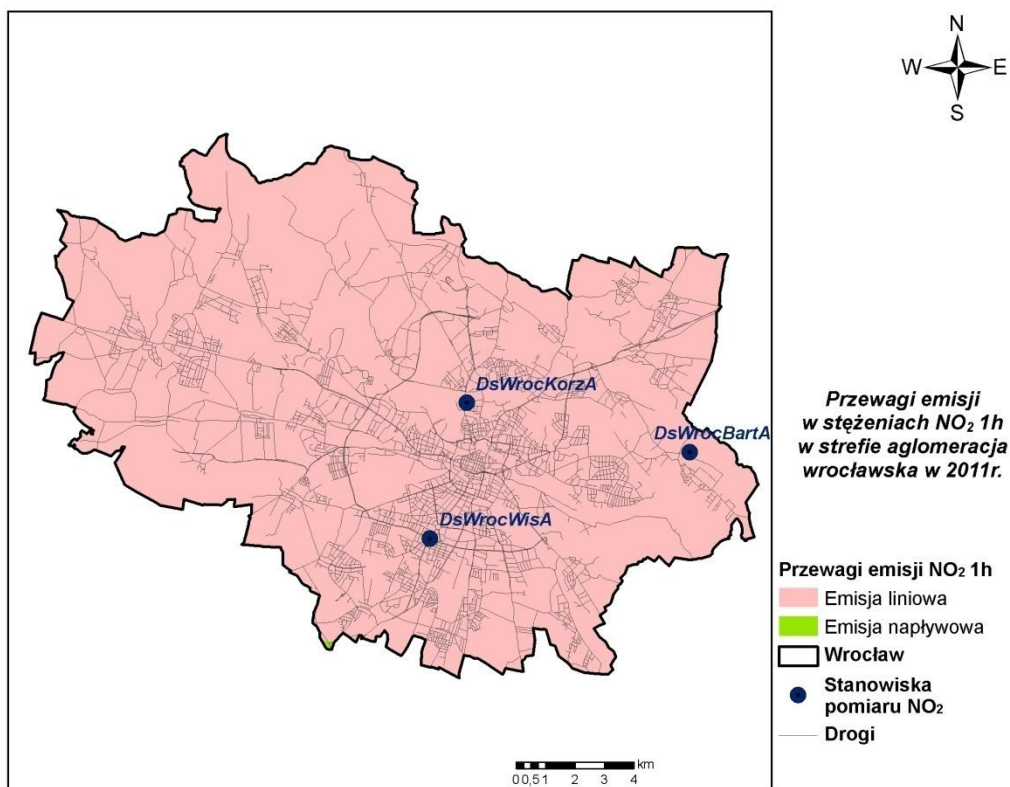 N
W E
S
DsWrocKorzA
DsWrocBartA
DsWrocWisA
Przewagi emisji
w stężeniach NO₂ 1h
w strefie aglomeracja
wrocławska w 2011r.
Przewagi emisji NO₂ 1h
Emisja liniowa
Emisja napływowa
Wrocław
Stanowiska
pomiaru NO₂
Drogi
km
0 0,5 1 2 3 4